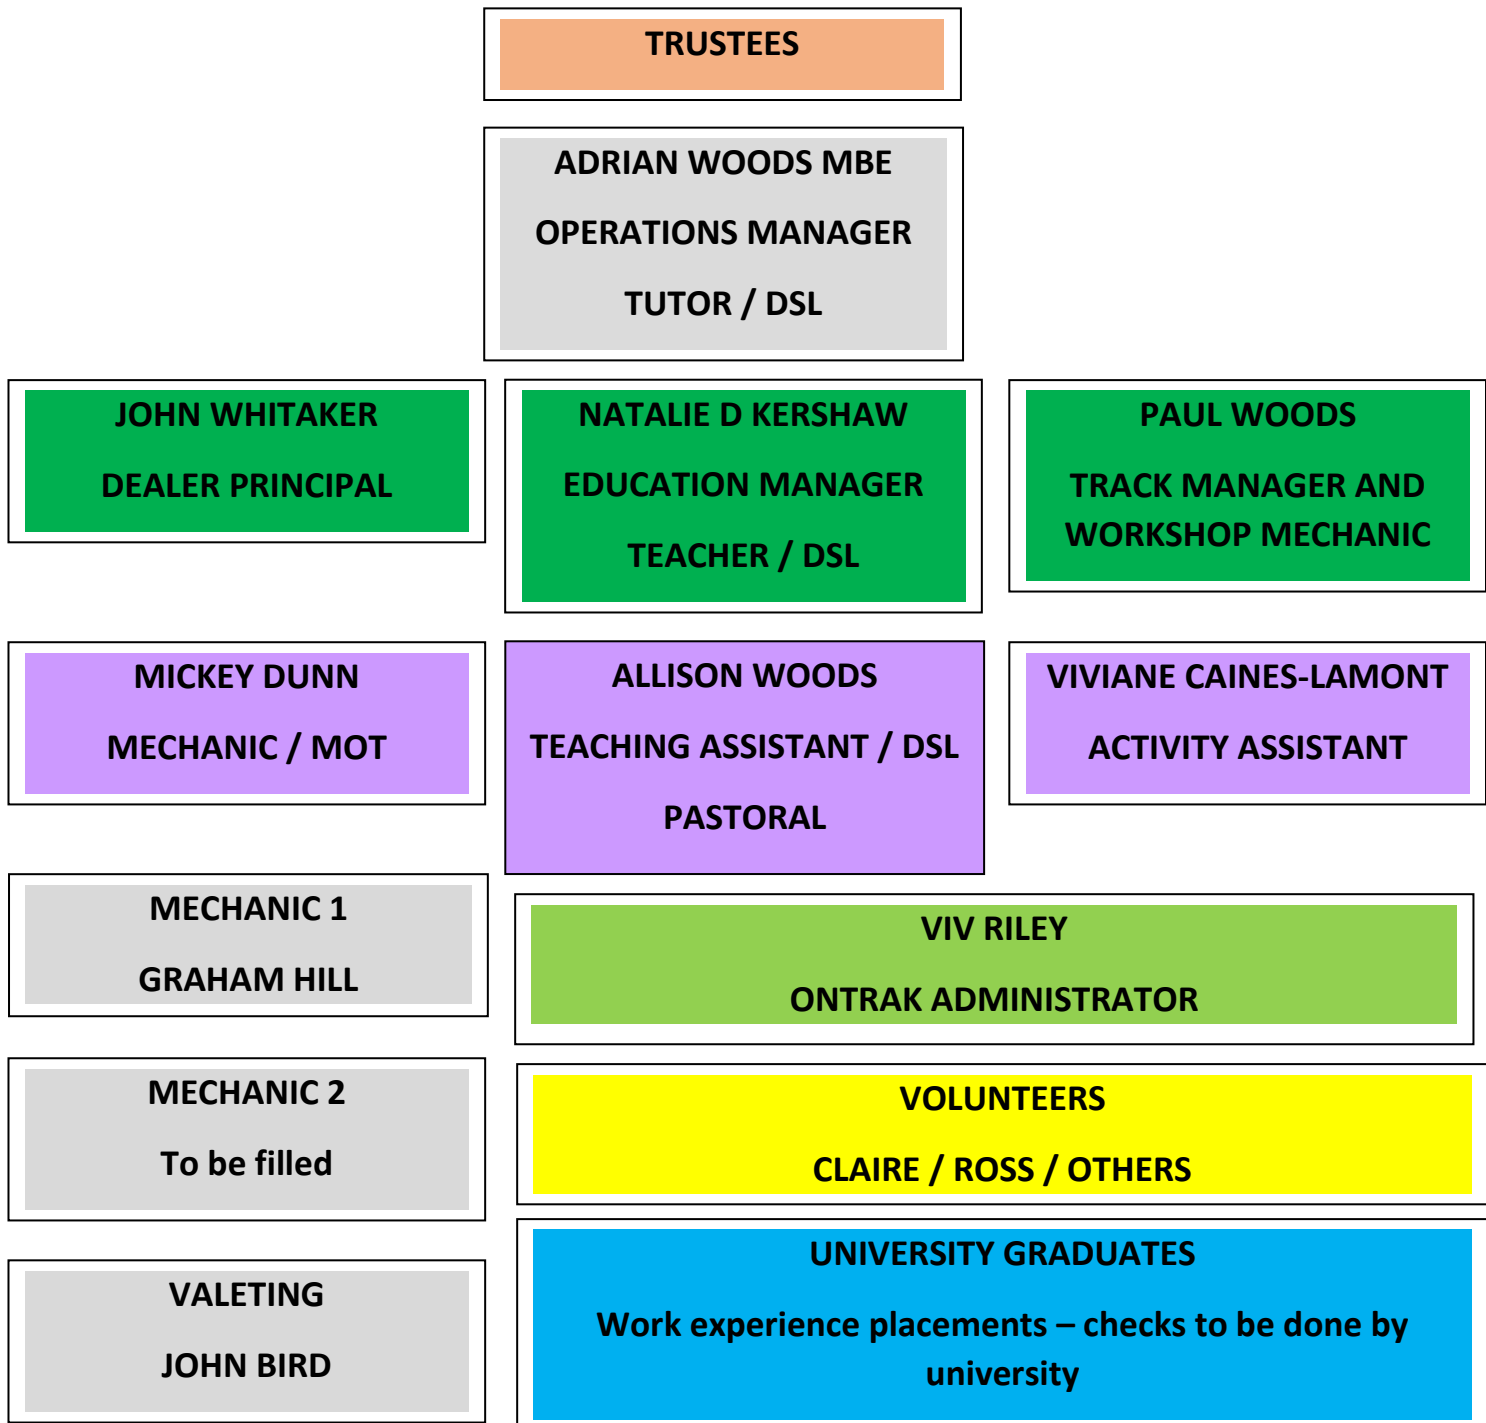 TRUSTEES
ADRIAN WOODS MBE
OPERATIONS MANAGER
TUTOR / DSL
JOHN WHITAKER
DEALER PRINCIPAL
NATALIE D KERSHAW
EDUCATION MANAGER
TEACHER / DSL
PAUL WOODS
TRACK MANAGER AND
WORKSHOP MECHANIC
MICKEY DUNN
MECHANIC / MOT
ALLISON WOODS
TEACHING ASSISTANT / DSL
PASTORAL
VIVIANE CAINES-LAMONT
ACTIVITY ASSISTANT
MECHANIC 1
GRAHAM HILL
VIV RILEY
ONTRAK ADMINISTRATOR
MECHANIC 2
To be filled
VOLUNTEERS
CLAIRE / ROSS / OTHERS
VALETING
JOHN BIRD
UNIVERSITY GRADUATES
Work experience placements – checks to be done by
university